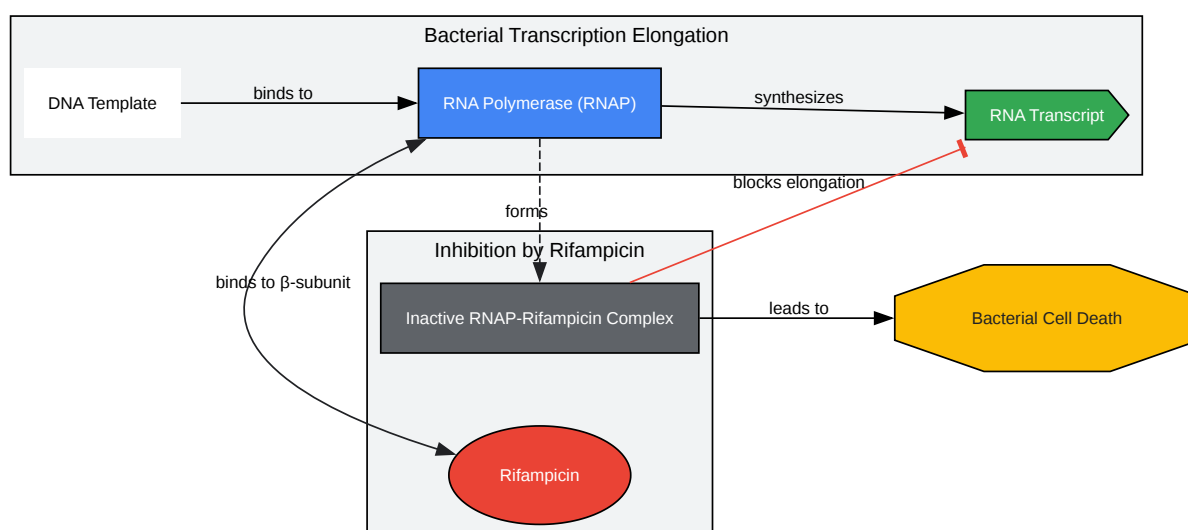 Bacterial Transcription Elongation
DNA Template
binds to
RNA Polymerase (RNAP)
synthesizes
RNA Transcript
blocks elongation
forms
Inhibition by Rifampicin
binds to β-subunit
Inactive RNAP-Rifampicin Complex
leads to
Bacterial Cell Death
Rifampicin